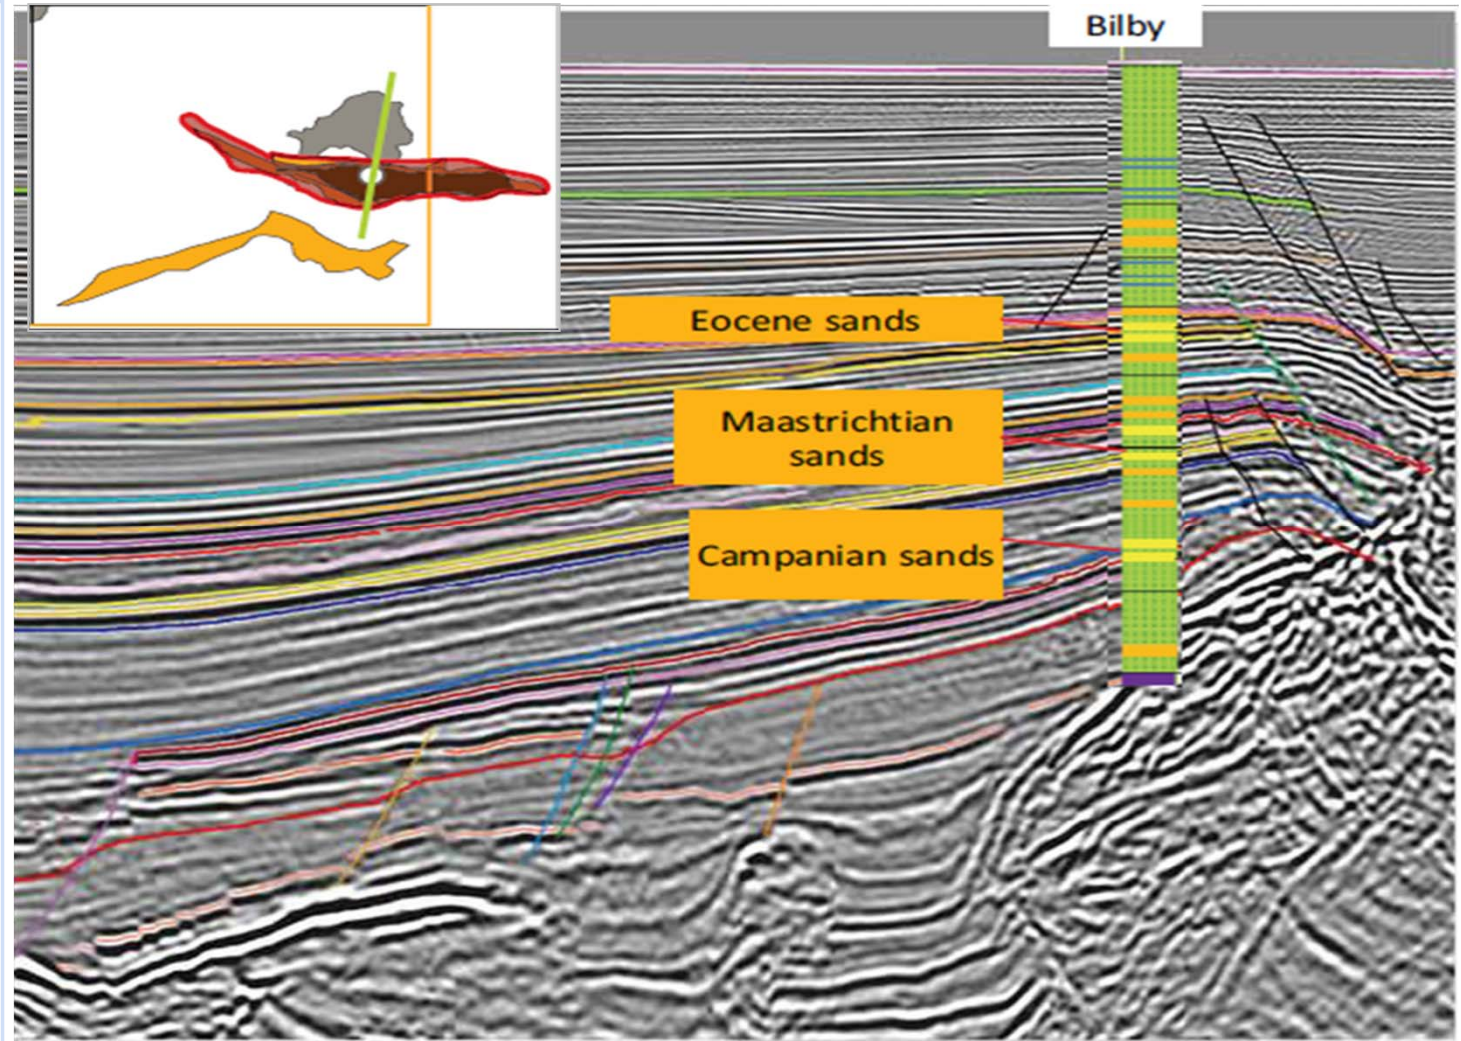 Bilby
Eocene sands
Maastrichtian
sands
Campanian sands